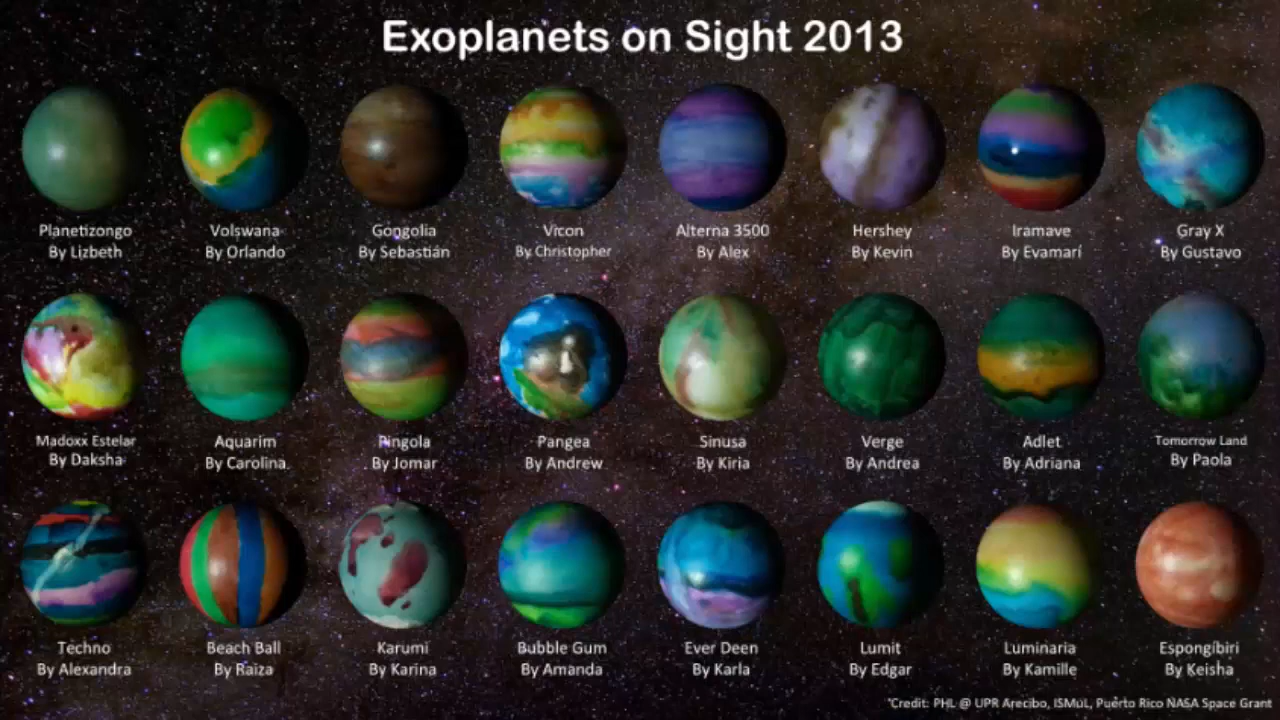 Exoplanets on Sight 2013
Planetizongo
By Lizbeth
Volswana
By Orlando
Gongolia
By Sebastián
Vircon
By Christopher
Alterna 3500
By Alex
Hershey
By Kevin
Iramave
By Evamarí
Gray X
By Gustavo
Madoxx Estelar
By Daksha
Aquarim
By Carolina
Pingola
By Jomar
Pangea
By Andrew
Sinusa
By Kiria
Verge
By Andrea
Adlet
By Adriana
Tomorrow Land
By Paola
Techno
By Alexandra
Beach Ball
By Raiza
Karumi
By Karina
Bubble Gum
By Amanda
Ever Deen
By Karla
Lumit
By Edgar
Luminaria
By Kamille
Espongíbiri
By Keisha
*Credit: PHL @ UPR Arecibo, ISMuL, Puerto Rico NASA Space Grant